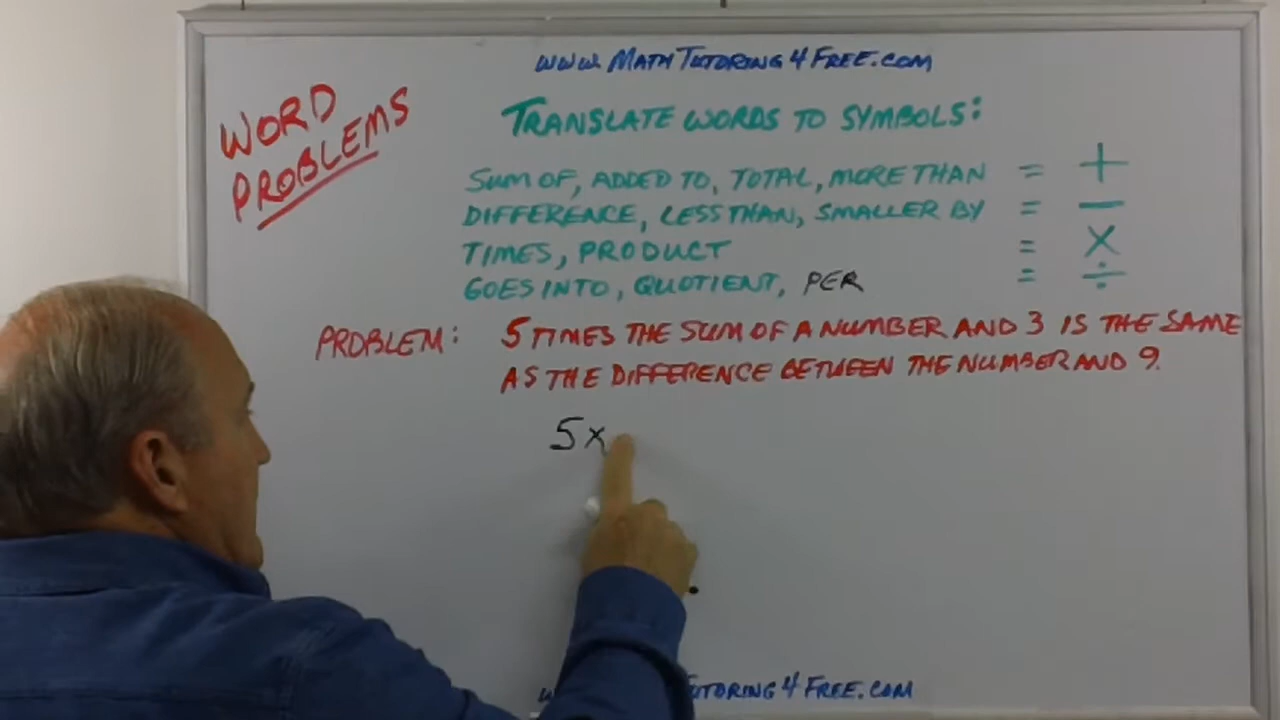 www.MathTutoring4Free.com
WORD
PROBLEMS
TRANSLATE WORDS TO SYMBOLS:
SUM OF, ADDED TO, TOTAL, MORE THAN = +
DIFFERENCE, LESS THAN, SMALLER BY = −
TIMES, PRODUCT = X
GOES INTO, QUOTIENT, PER = ÷
PROBLEM: 5 TIMES THE SUM OF A NUMBER AND 3 IS THE SAME
AS THE DIFFERENCE BETWEEN THE NUMBER AND 9.
5x
TUTORING4FREE.COM